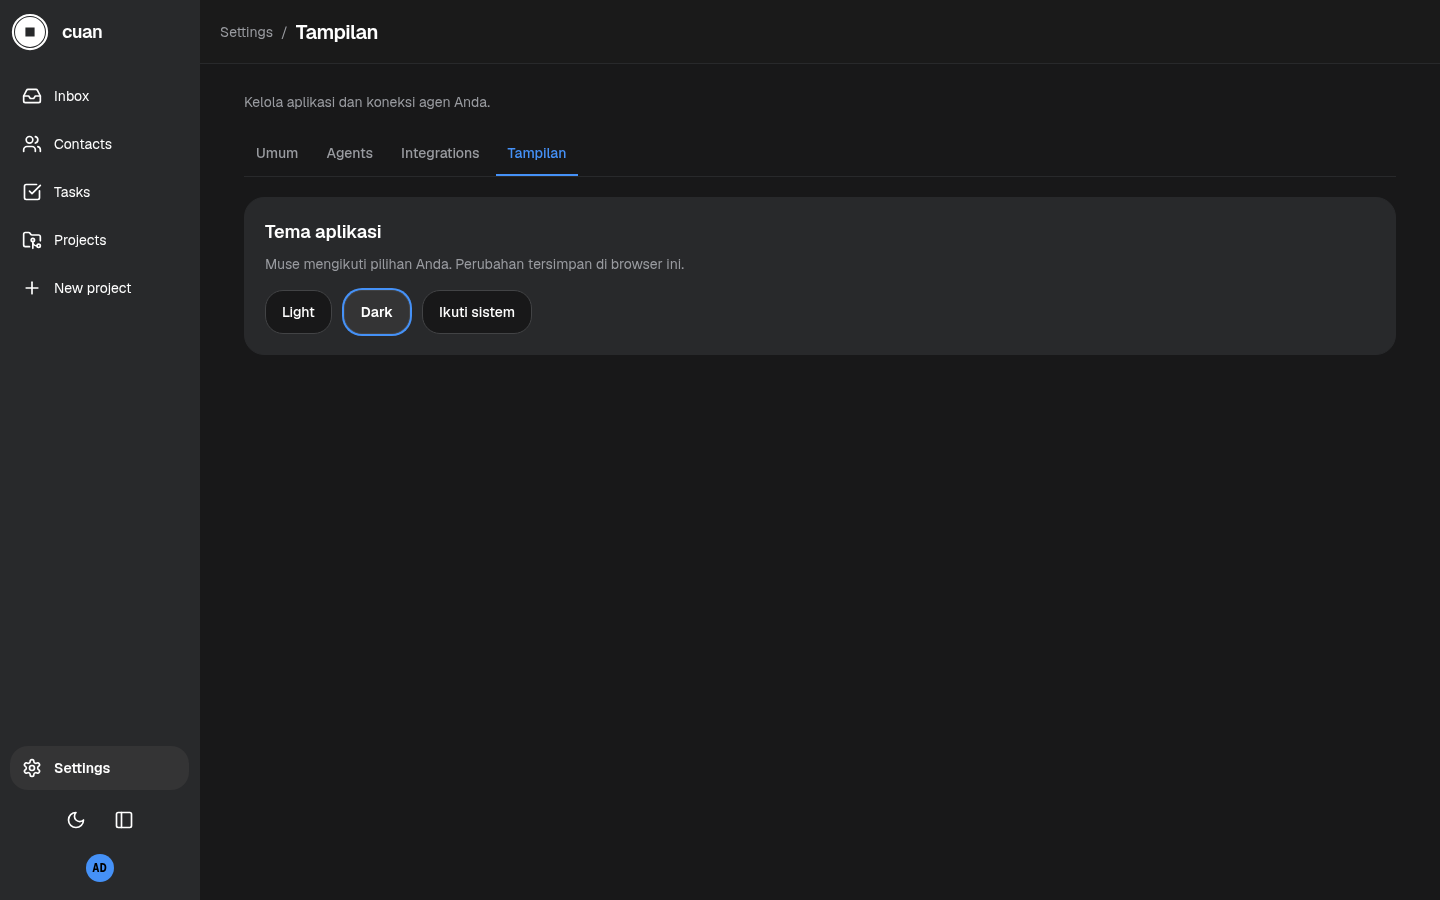 cuan
Settings / Tampilan
Inbox
Contacts
Tasks
Projects
New project
Kelola aplikasi dan koneksi agen Anda.
Umum Agents Integrations Tampilan
Tema aplikasi
Muse mengikuti pilihan Anda. Perubahan tersimpan di browser ini.
Light Dark Ikuti sistem
Settings
AD